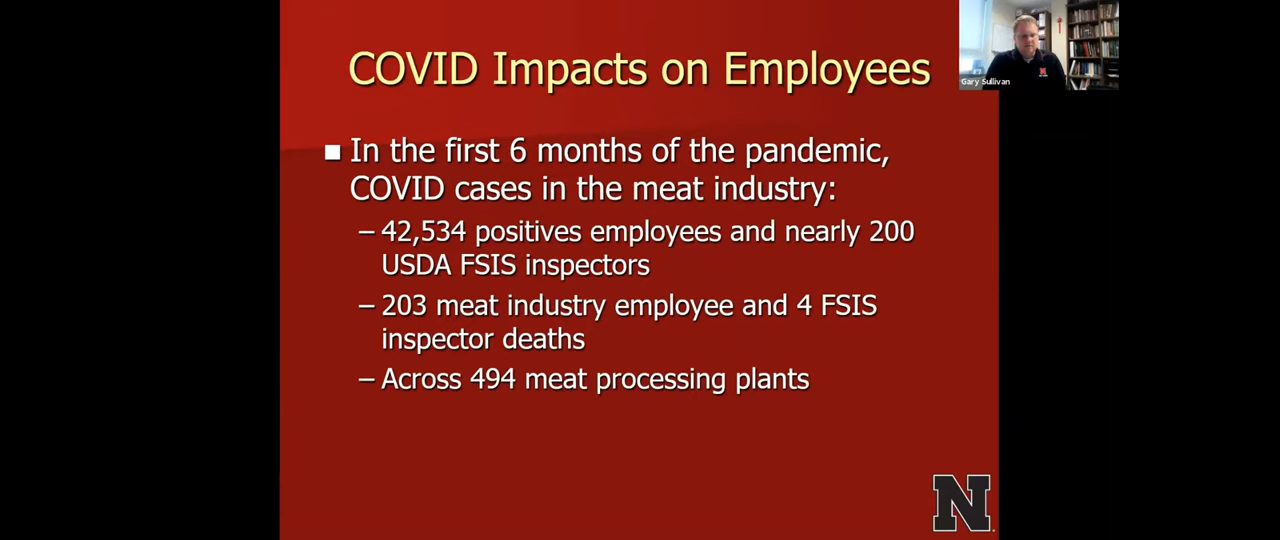 COVID Impacts on Employees
Gary Sullivan
In the first 6 months of the pandemic,
COVID cases in the meat industry:
– 42,534 positives employees and nearly 200
USDA FSIS inspectors
– 203 meat industry employee and 4 FSIS
inspector deaths
– Across 494 meat processing plants
N